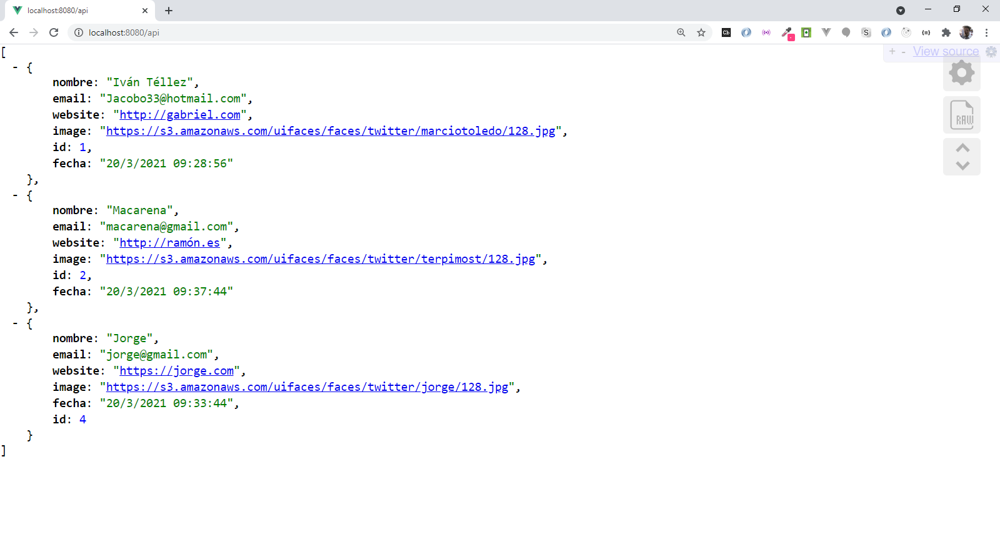 localhost:8080/api
localhost:8080/api
+ - View source
[
- {
nombre: "Iván Téllez",
email: "Jacobo33@hotmail.com",
website: "http://gabriel.com",
image: "https://s3.amazonaws.com/uifaces/faces/twitter/marciotoledo/128.jpg",
id: 1,
fecha: "20/3/2021 09:28:56"
},
- {
nombre: "Macarena",
email: "macarena@gmail.com",
website: "http://ramón.es",
image: "https://s3.amazonaws.com/uifaces/faces/twitter/terpimost/128.jpg",
id: 2,
fecha: "20/3/2021 09:37:44"
},
- {
nombre: "Jorge",
email: "jorge@gmail.com",
website: "https://jorge.com",
image: "https://s3.amazonaws.com/uifaces/faces/twitter/jorge/128.jpg",
fecha: "20/3/2021 09:33:44",
id: 4
}
]
RAW